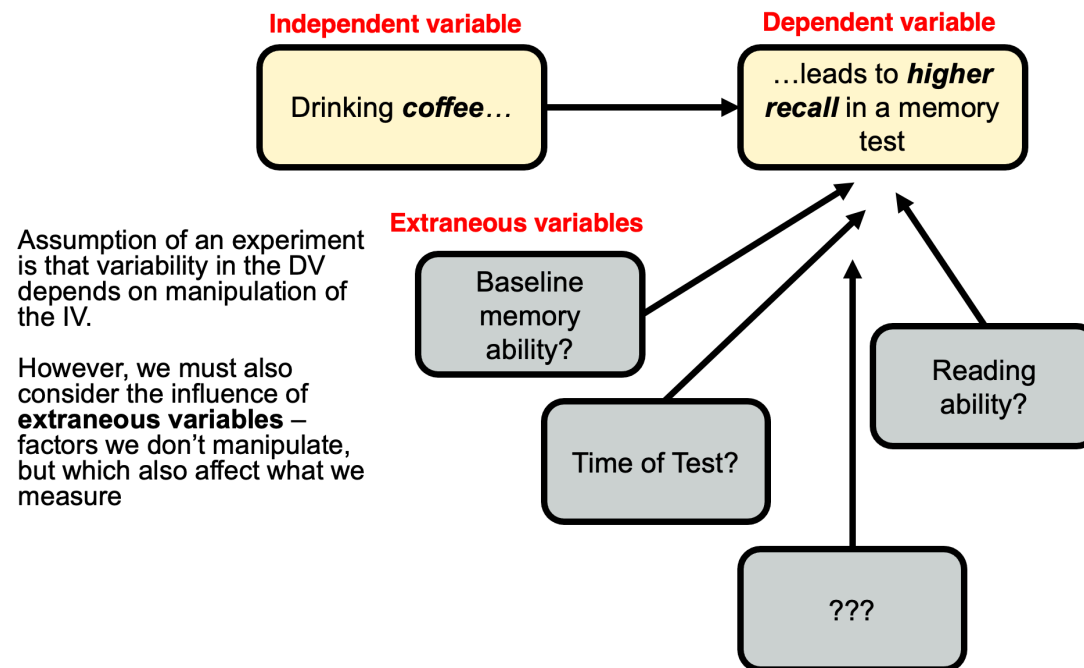 Independent variable
Dependent variable
Drinking coffee…
…leads to higher
recall in a memory
test
Extraneous variables
Assumption of an experiment
is that variability in the DV
depends on manipulation of
the IV.
However, we must also
consider the influence of
extraneous variables –
factors we don’t manipulate,
but which also affect what we
measure
Baseline
memory
ability?
Time of Test?
Reading
ability?
???